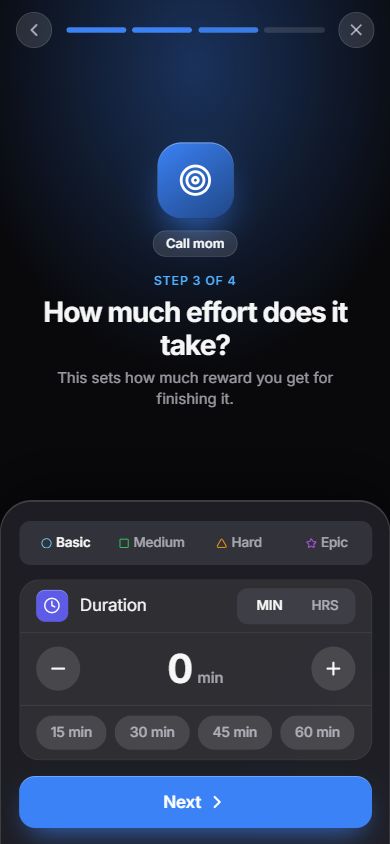 Call mom
STEP 3 OF 4
How much effort does it
take?
This sets how much reward you get for
finishing it.
Basic Medium Hard Epic
Duration MIN HRS
0 min
15 min 30 min 45 min 60 min
Next